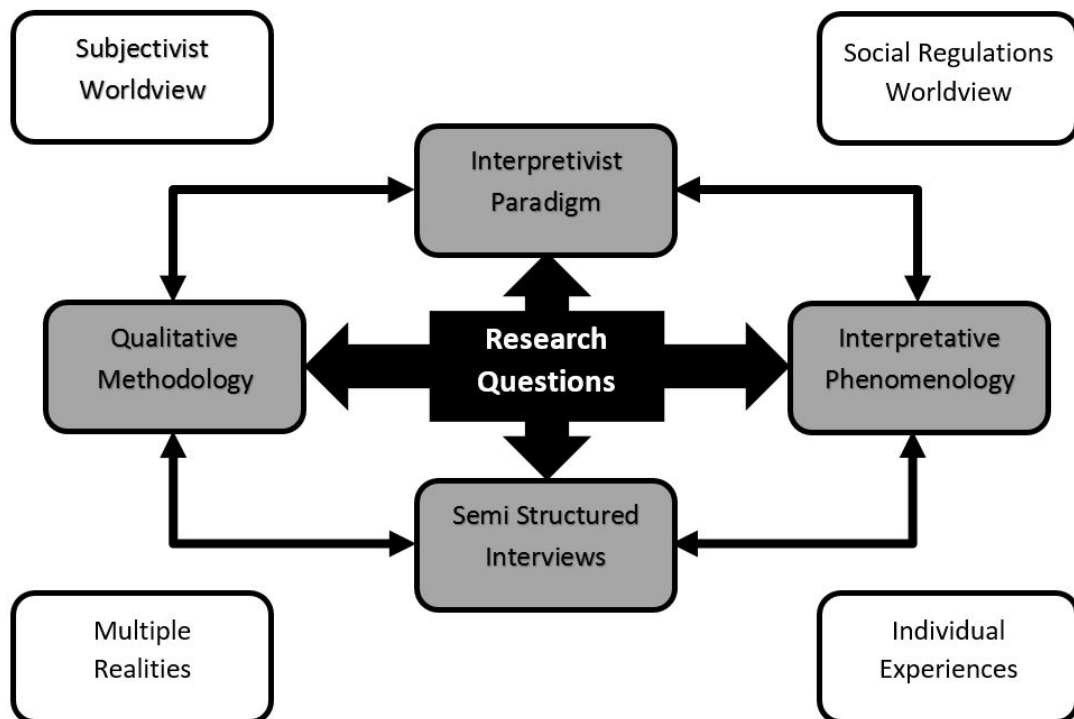 Subjectivist
Worldview
Social Regulations
Worldview
Interpretivist
Paradigm
Qualitative
Methodology
Research
Questions
Interpretative
Phenomenology
Semi Structured
Interviews
Multiple
Realities
Individual
Experiences